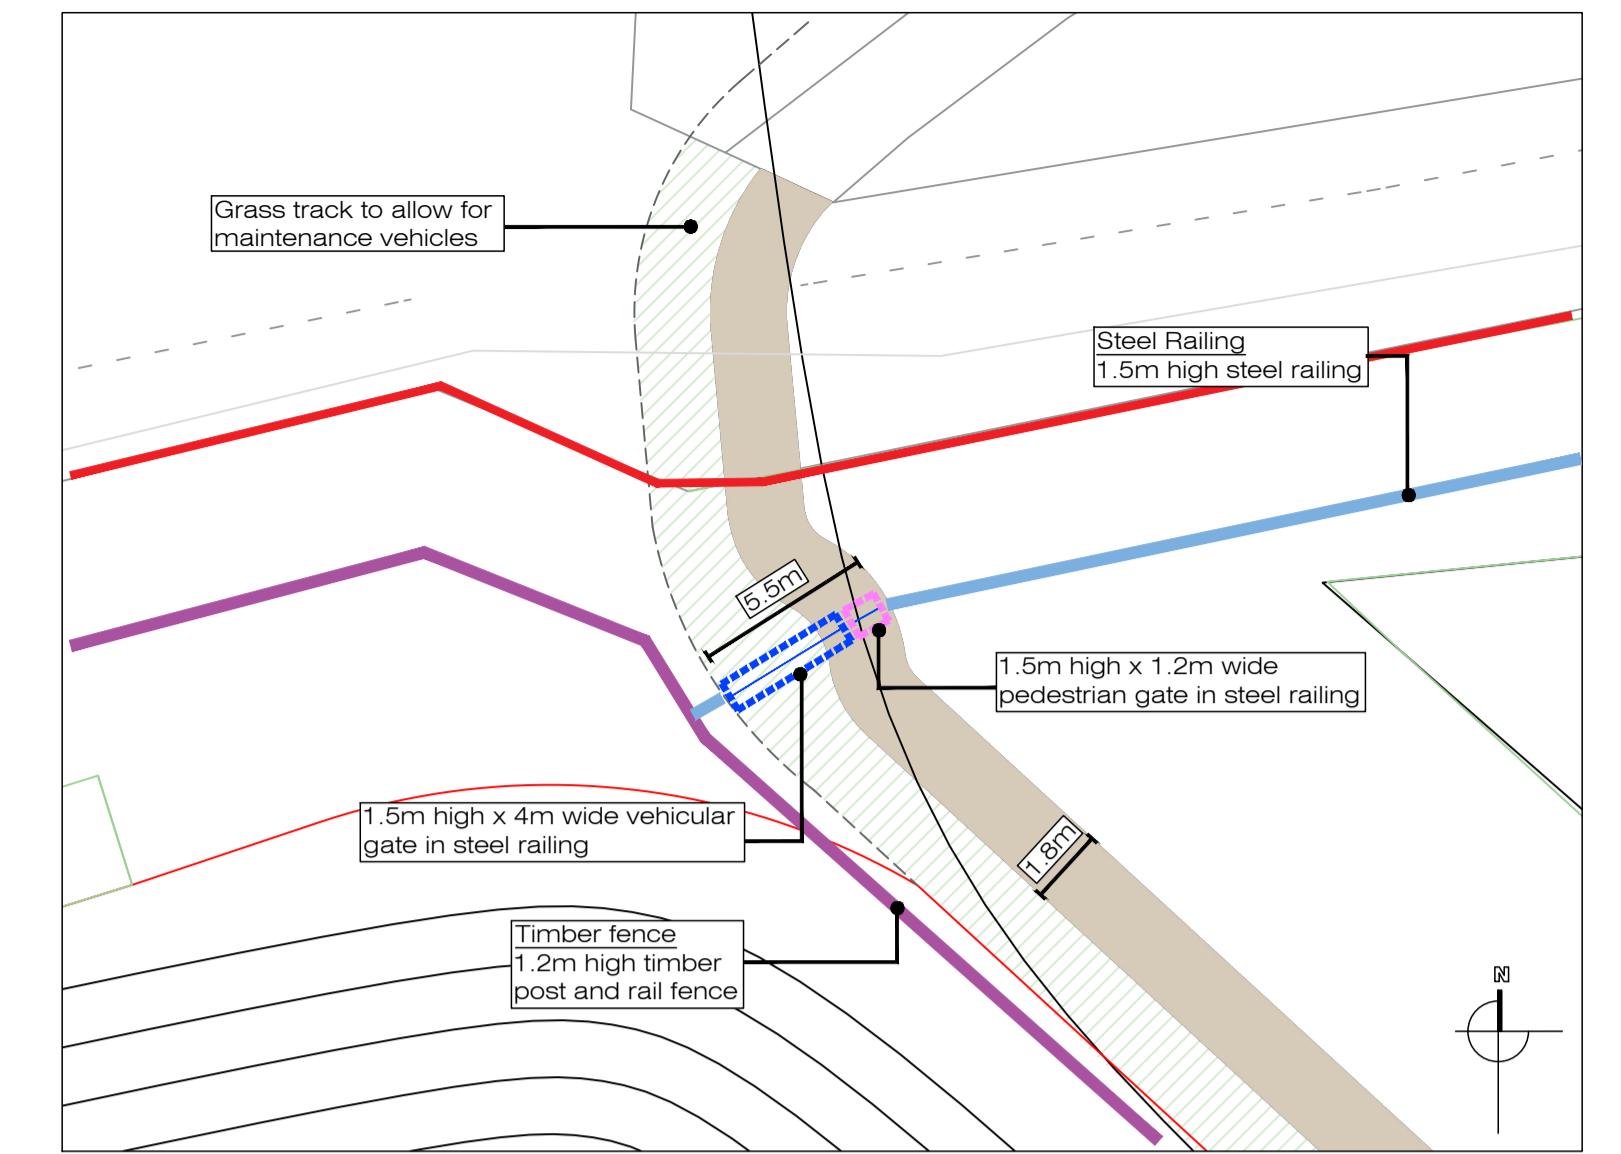 Grass track to allow for
maintenance vehicles
Steel Railing
1.5m high steel railing
5.5m
1.5m high x 1.2m wide
pedestrian gate in steel railing
1.5m high x 4m wide vehicular
gate in steel railing
1.8m
Timber fence
1.2m high timber
post and rail fence
N